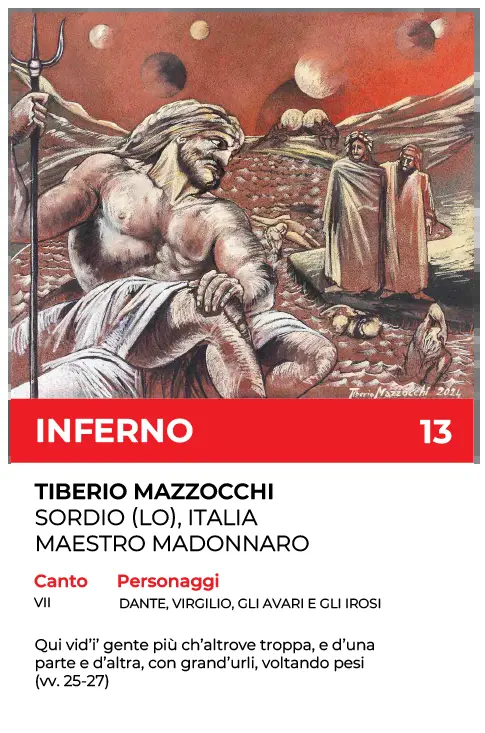 Tiberio Mazzocchi 2024
INFERNO 13
TIBERIO MAZZOCCHI
SORDIO (LO), ITALIA
MAESTRO MADONNARO
Canto Personaggi
VII DANTE, VIRGILIO, GLI AVARI E GLI IROSI
Qui vid’i’ gente più ch’altrove troppa, e d’una
parte e d’altra, con grand’urli, voltando pesi
(vv. 25-27)